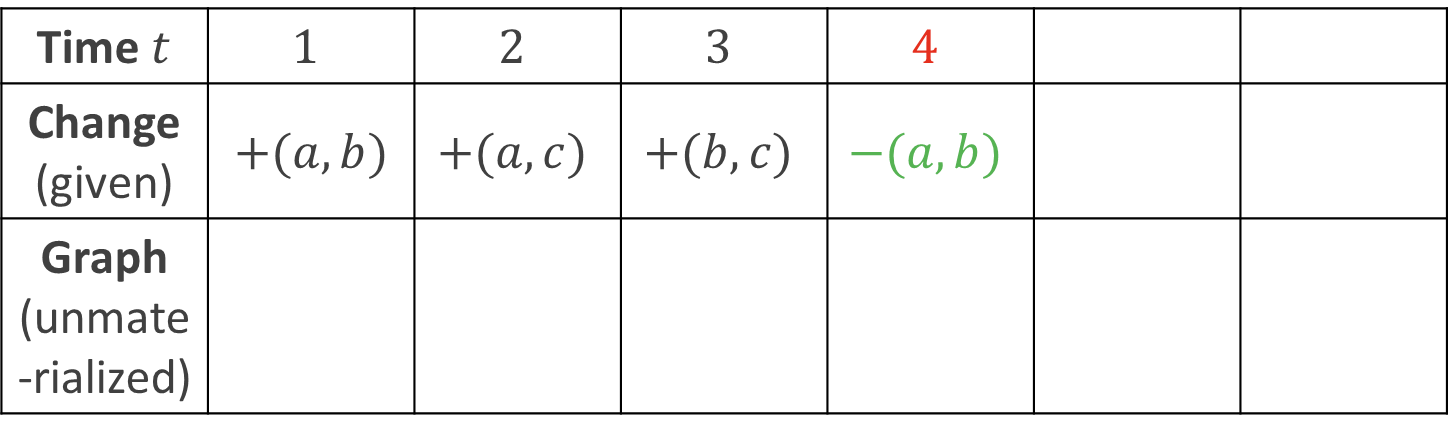 Time t 1 2 3 4
Change
(given) +(a, b) +(a, c) +(b, c) −(a, b)
Graph
(unmate
-rialized)